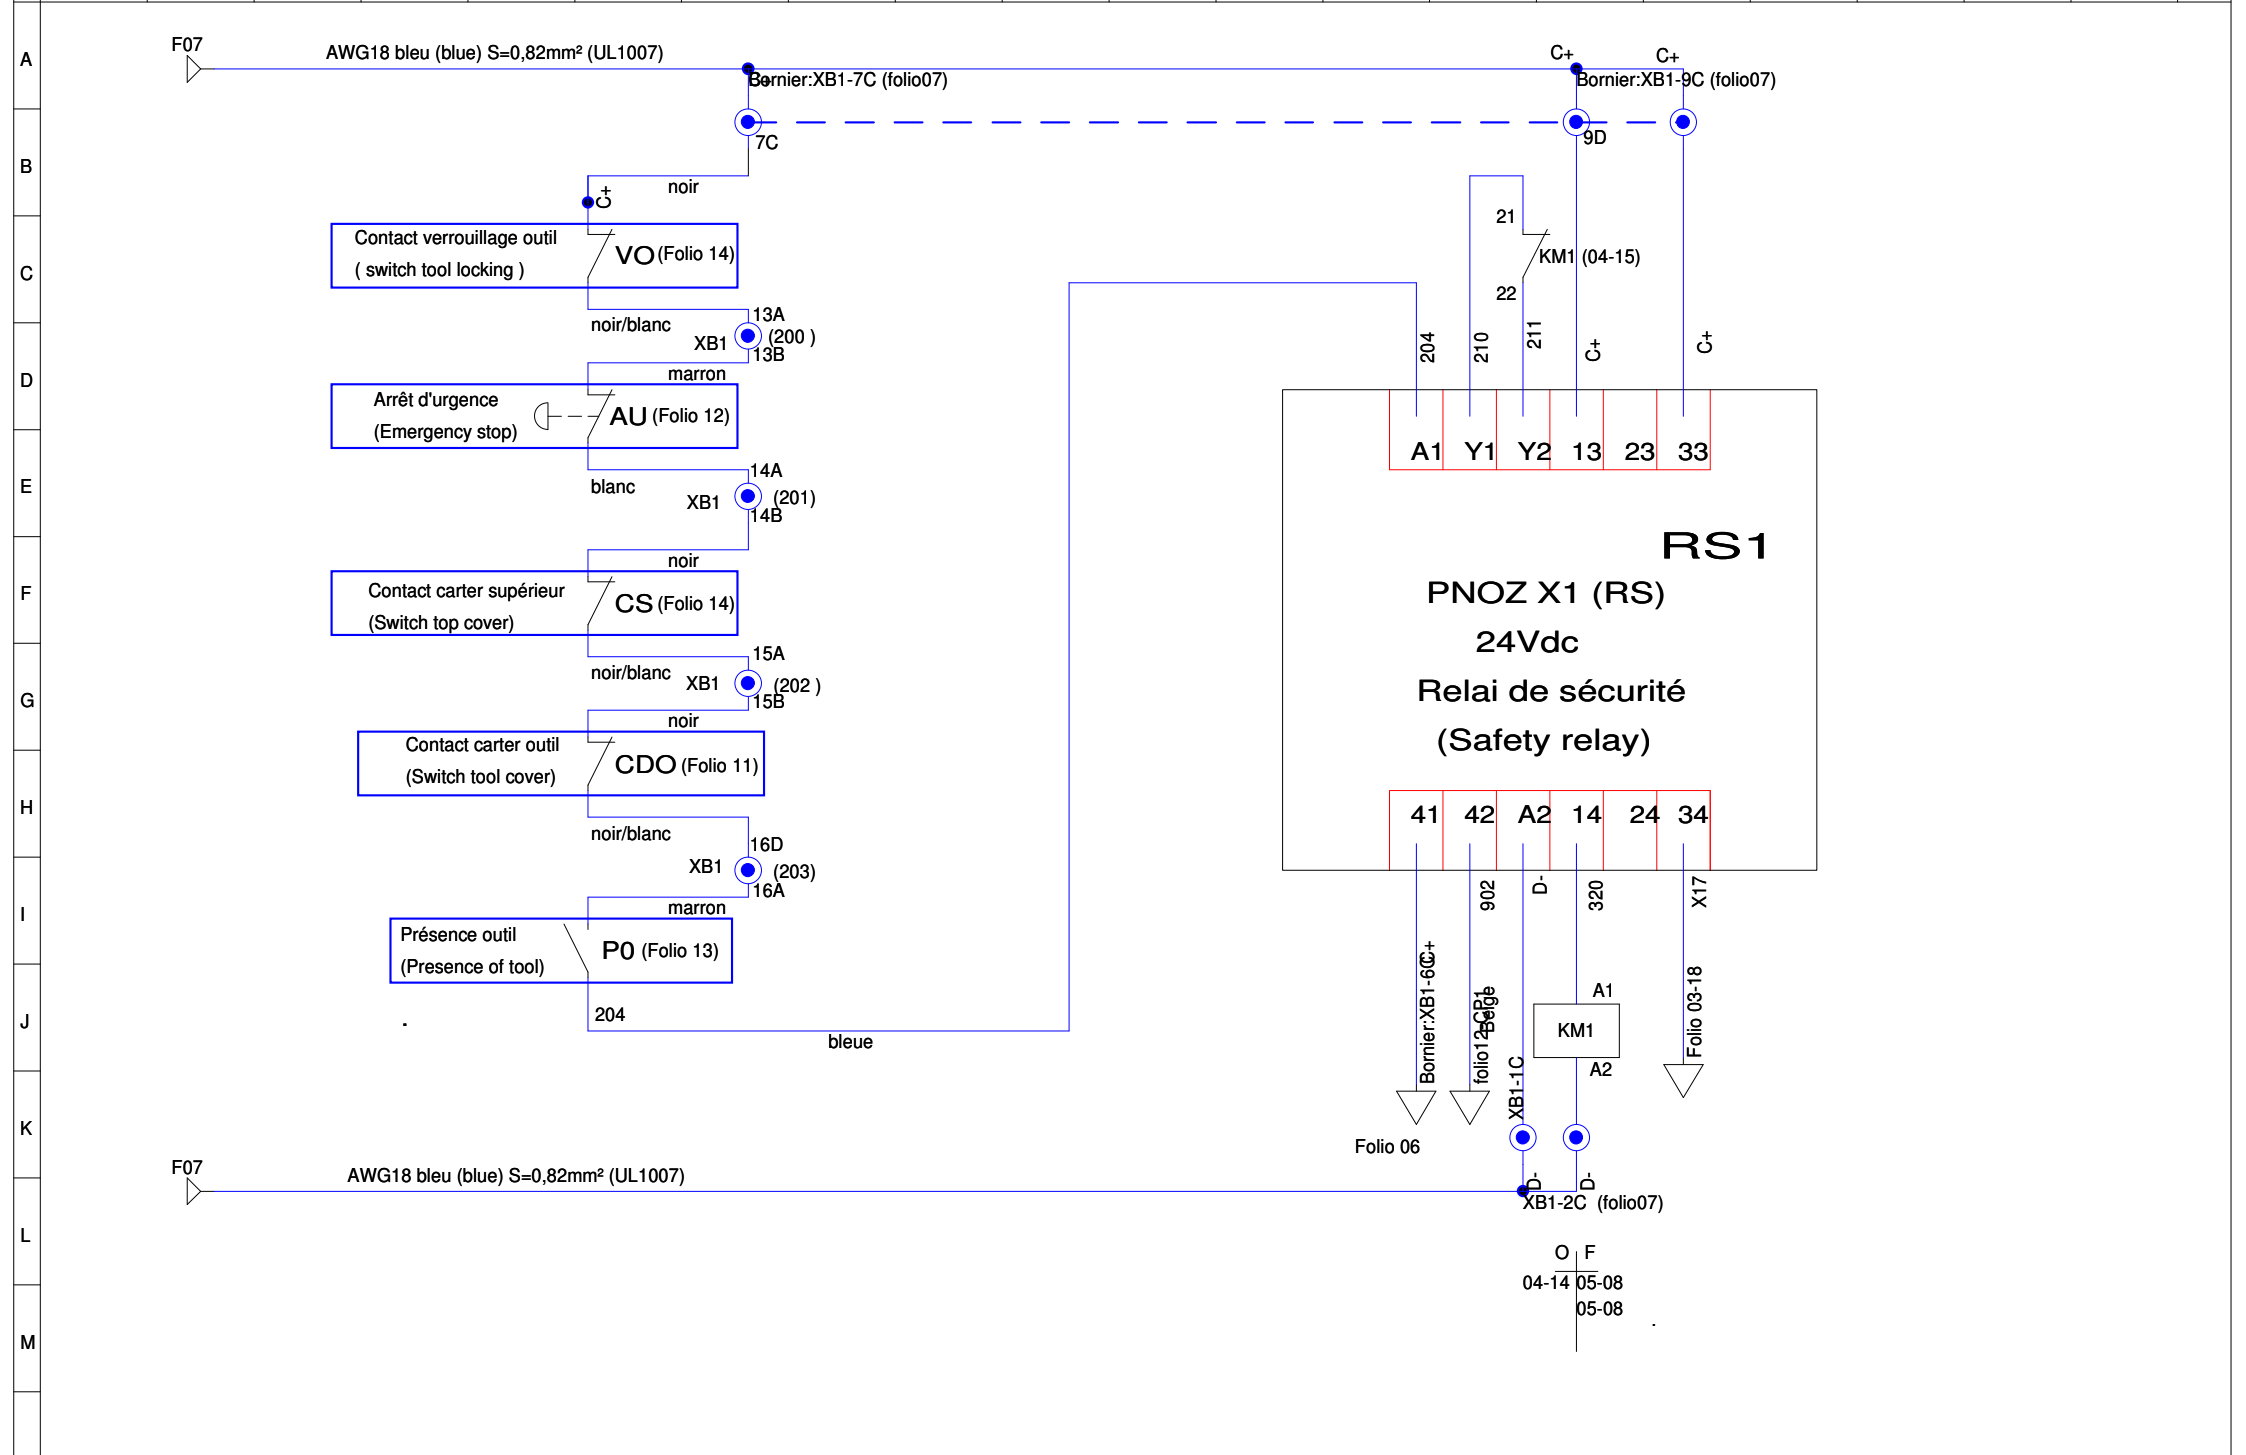 A
B
C
D
E
F
G
H
I
J
K
L
M
F07
AWG18 bleu (blue) S=0,82mm² (UL1007)
C+
C+
Bornier:XB1-7C (folio07)
Bornier:XB1-9C (folio07)
7C
9D
noir
C+
Contact verrouillage outil
( switch tool locking )
VO (Folio 14)
noir/blanc
13A
XB1
(200 )
13B
marron
Arrêt d'urgence
(Emergency stop)
AU (Folio 12)
blanc
14A
XB1
(201)
14B
noir
Contact carter supérieur
(Switch top cover)
CS (Folio 14)
noir/blanc
15A
XB1
(202 )
15B
noir
Contact carter outil
(Switch tool cover)
CDO (Folio 11)
noir/blanc
16D
XB1
(203)
16A
marron
Présence outil
(Presence of tool)
P0 (Folio 13)
204
bleue
21
KM1 (04-15)
22
204
210
211
C+
C+
A1 Y1 Y2 13 23 33
RS1
PNOZ X1 (RS)
24Vdc
Relai de sécurité
(Safety relay)
41 42 A2 14 24 34
902
D-
320
X17
Bornier:XB1-6C
C+
folio12-CP1
Beige
XB1-1C
A1
KM1
A2
Folio 03-18
Folio 06
F07
AWG18 bleu (blue) S=0,82mm² (UL1007)
D-
D-
XB1-2C (folio07)
O F
04-14 05-08
05-08